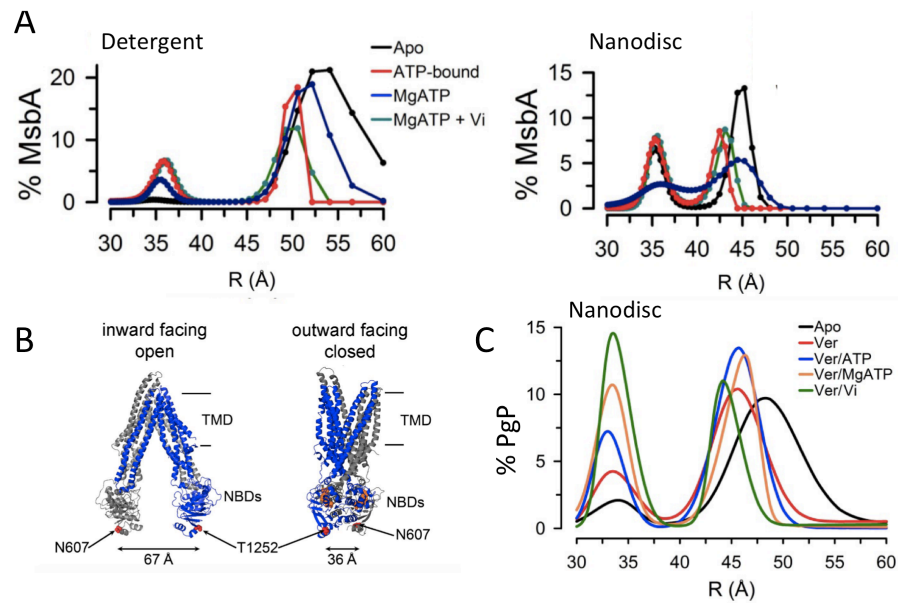 A
Detergent
Apo
ATP-bound
MgATP
MgATP + Vi
% MsbA
20
10
0
30 35 40 45 50 55 60
R (Å)
Nanodisc
% MsbA
15
10
5
0
30 35 40 45 50 55 60
R (Å)
B
inward facing
open
outward facing
closed
TMD
TMD
NBDs
NBDs
N607
T1252
N607
67 Å
36 Å
C
Nanodisc
Apo
Ver
Ver/ATP
Ver/MgATP
Ver/Vi
% PgP
15
10
5
0
30 35 40 45 50 55 60
R (Å)